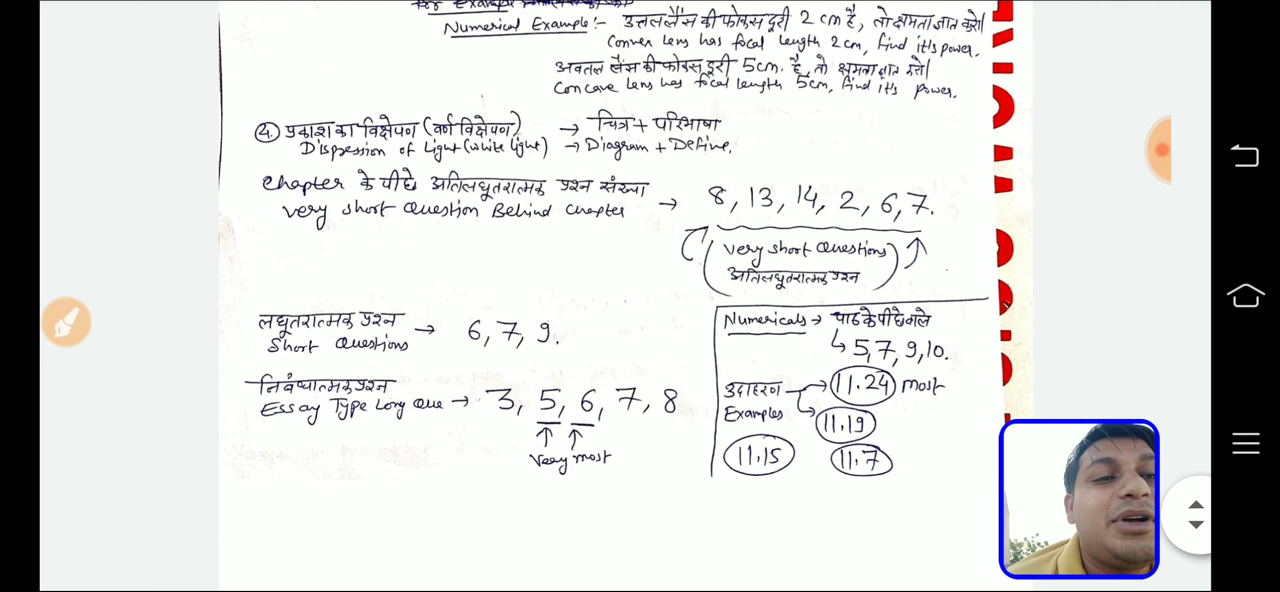 For Example
Numerical Example:- उत्तल लैंस की फोकस दूरी 2 cm है, तो क्षमता ज्ञात करो।
Convex lens has focal length 2cm, find it's power.
अवतल लैंस की फोकस दूरी 5cm. है, तो क्षमता ज्ञात करो।
Concave lens has focal length 5cm, find it's power.
④ प्रकाश का विक्षेपण (वर्ण विक्षेपण) → चित्र + परिभाषा
Dispression of Light (white light) → Diagram + Define.
Chapter के पीछे अतिलघूतरात्मक प्रश्न संख्या
very short Question Behind Chapter → 8, 13, 14, 2, 6, 7.
(very short Questions
अतिलघूतरात्मक प्रश्न)
लघूतरात्मक प्रश्न
Short Questions → 6, 7, 9.
निबंधात्मक प्रश्न
Essay Type Long Que → 3, 5, 6, 7, 8
very most
Numericals → पाठ के पीछे वाले
↳ 5, 7, 9, 10.
उदाहरण → 11.24 most
Examples 11.19
11.15 11.7